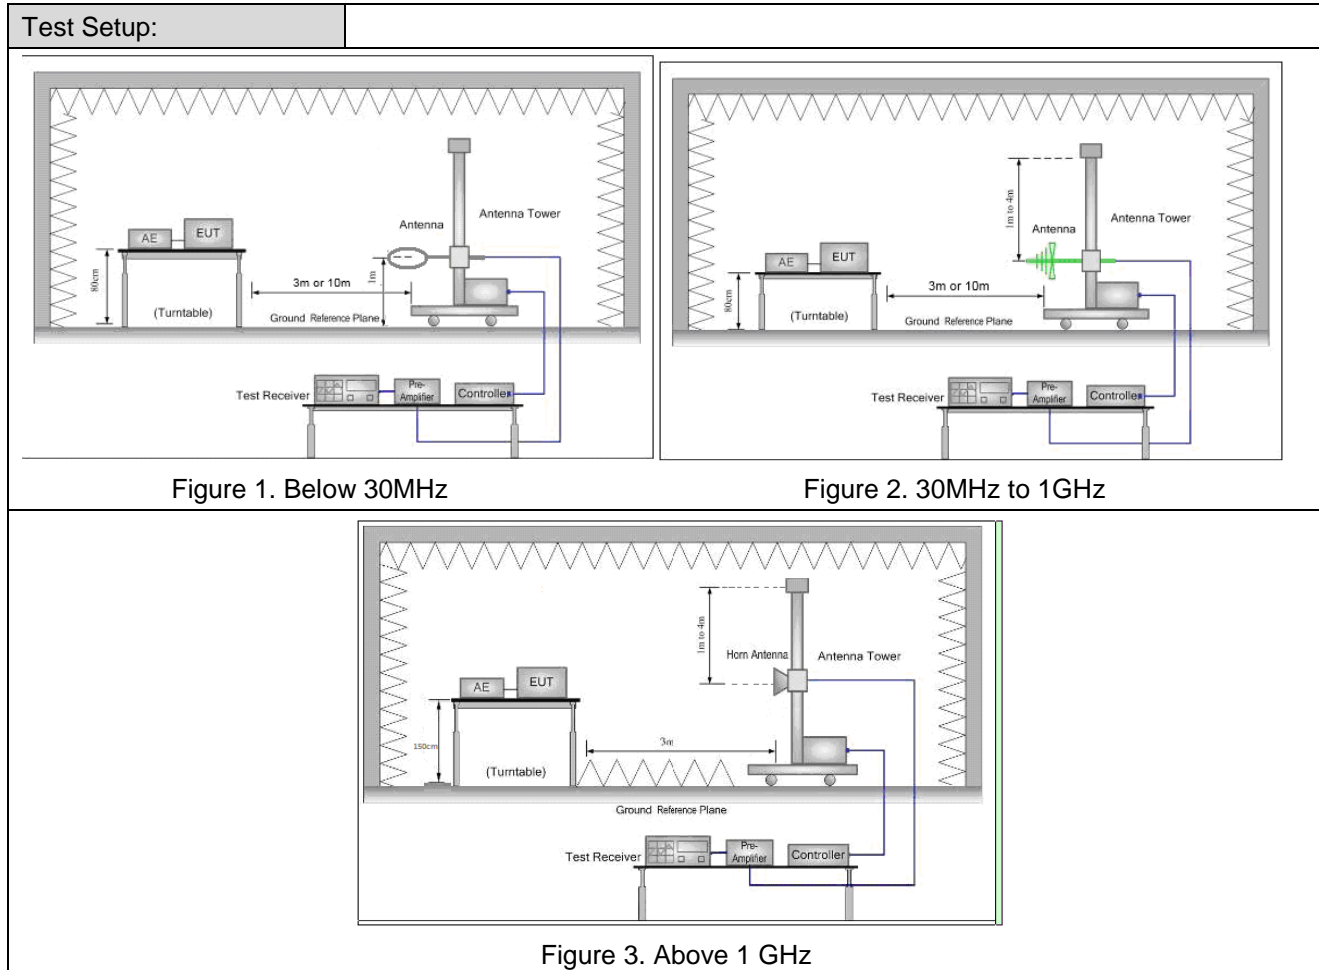 Test Setup:
Antenna
Antenna Tower
AE
EUT
80cm
1m
3m or 10m
(Turntable)
Ground Reference Plane
Test Receiver
Pre-
Amplifier
Controller
Figure 1. Below 30MHz
1m to 4m
Antenna
Antenna Tower
AE
EUT
80cm
3m or 10m
(Turntable)
Ground Reference Plane
Test Receiver
Pre-
Amplifier
Controller
Figure 2. 30MHz to 1GHz
1m to 4m
Horn Antenna
Antenna Tower
AE
EUT
150cm
3m
(Turntable)
Ground Reference Plane
Test Receiver
Pre-
Amplifier
Controller
Figure 3. Above 1 GHz